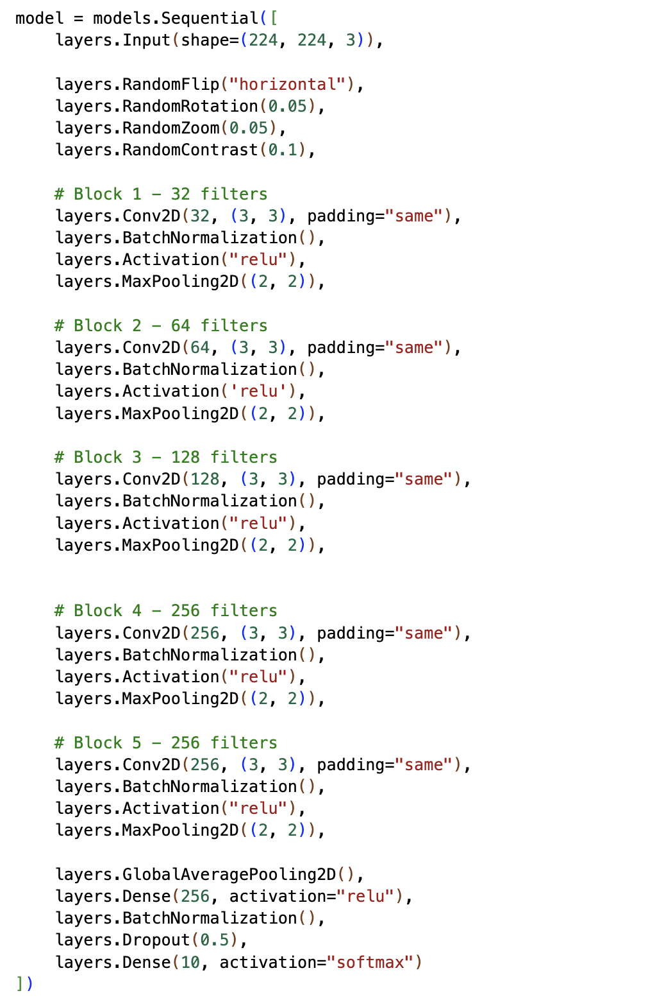 model = models.Sequential([
    layers.Input(shape=(224, 224, 3)),

    layers.RandomFlip("horizontal"),
    layers.RandomRotation(0.05),
    layers.RandomZoom(0.05),
    layers.RandomContrast(0.1),

    # Block 1 – 32 filters
    layers.Conv2D(32, (3, 3), padding="same"),
    layers.BatchNormalization(),
    layers.Activation("relu"),
    layers.MaxPooling2D((2, 2)),

    # Block 2 – 64 filters
    layers.Conv2D(64, (3, 3), padding="same"),
    layers.BatchNormalization(),
    layers.Activation('relu'),
    layers.MaxPooling2D((2, 2)),

    # Block 3 – 128 filters
    layers.Conv2D(128, (3, 3), padding="same"),
    layers.BatchNormalization(),
    layers.Activation("relu"),
    layers.MaxPooling2D((2, 2)),


    # Block 4 – 256 filters
    layers.Conv2D(256, (3, 3), padding="same"),
    layers.BatchNormalization(),
    layers.Activation("relu"),
    layers.MaxPooling2D((2, 2)),

    # Block 5 – 256 filters
    layers.Conv2D(256, (3, 3), padding="same"),
    layers.BatchNormalization(),
    layers.Activation("relu"),
    layers.MaxPooling2D((2, 2)),

    layers.GlobalAveragePooling2D(),
    layers.Dense(256, activation="relu"),
    layers.BatchNormalization(),
    layers.Dropout(0.5),
    layers.Dense(10, activation="softmax")
])